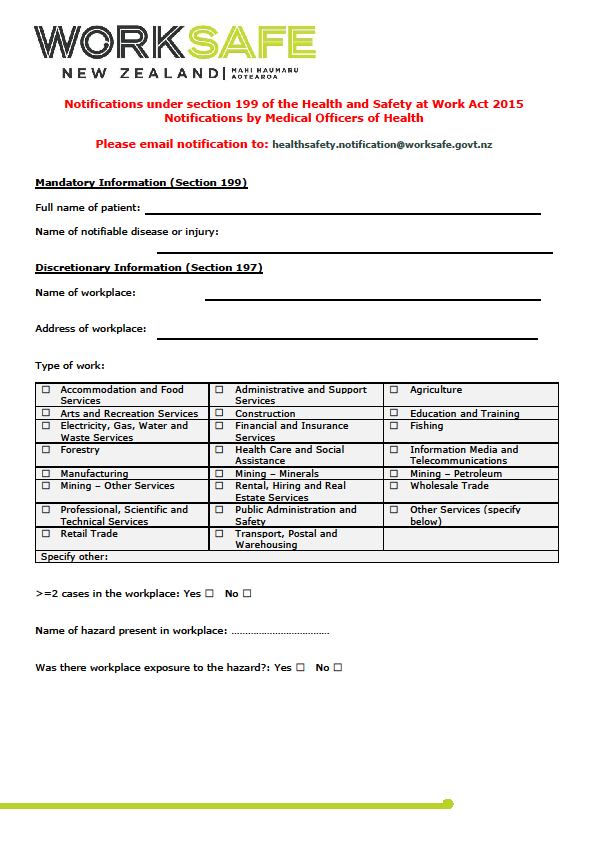 WORKSAFE
NEW ZEALAND | MAHI HAUMARU
AOTEAROA
Notifications under section 199 of the Health and Safety at Work Act 2015
Notifications by Medical Officers of Health
Please email notification to: healthsafety.notification@worksafe.govt.nz
Mandatory Information (Section 199)
Full name of patient:
Name of notifiable disease or injury:
Discretionary Information (Section 197)
Name of workplace:
Address of workplace:
Type of work:
☐ Accommodation and Food Services ☐ Administrative and Support Services ☐ Agriculture
☐ Arts and Recreation Services ☐ Construction ☐ Education and Training
☐ Electricity, Gas, Water and Waste Services ☐ Financial and Insurance Services ☐ Fishing
☐ Forestry ☐ Health Care and Social Assistance ☐ Information Media and Telecommunications
☐ Manufacturing ☐ Mining – Minerals ☐ Mining – Petroleum
☐ Mining – Other Services ☐ Rental, Hiring and Real Estate Services ☐ Wholesale Trade
☐ Professional, Scientific and Technical Services ☐ Public Administration and Safety ☐ Other Services (specify below)
☐ Retail Trade ☐ Transport, Postal and Warehousing
Specify other:
>=2 cases in the workplace: Yes ☐ No ☐
Name of hazard present in workplace: ………………………………
Was there workplace exposure to the hazard?: Yes ☐ No ☐